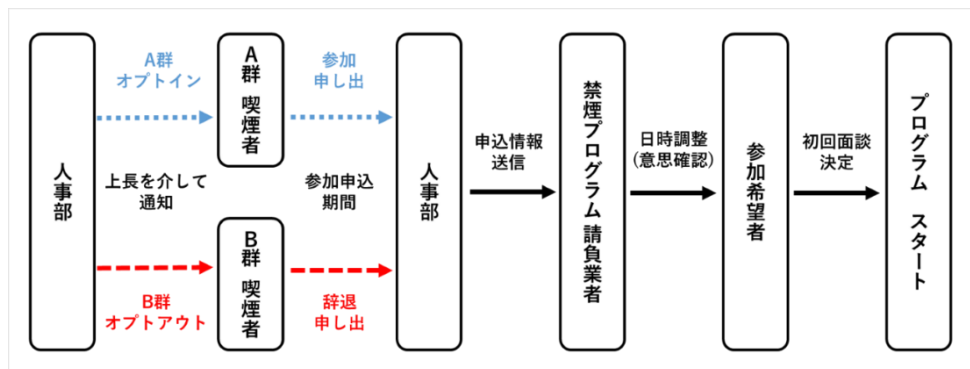 人事部
A群
オプトイン
上長を介して
通知
B群
オプトアウト
A群 喫煙者
B群 喫煙者
参加
申し出
参加申込
期間
辞退
申し出
人事部
申込情報
送信
禁煙プログラム請負業者
日時調整
(意思確認)
参加希望者
初回面談
決定
プログラム スタート